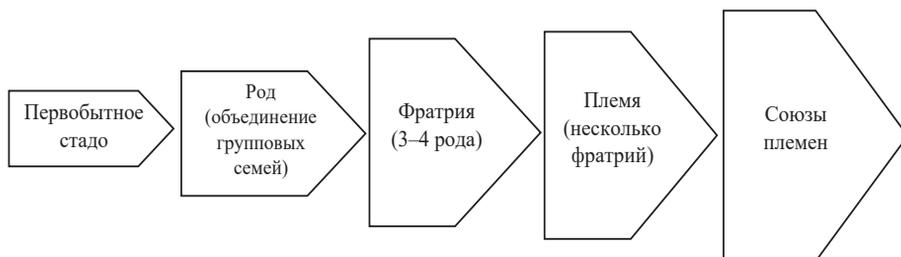 Первобытное
стадо
Род
(объединение
групповых
семей)
Фратрия
(3–4 рода)
Племя
(несколько
фратрий)
Союзы
племен